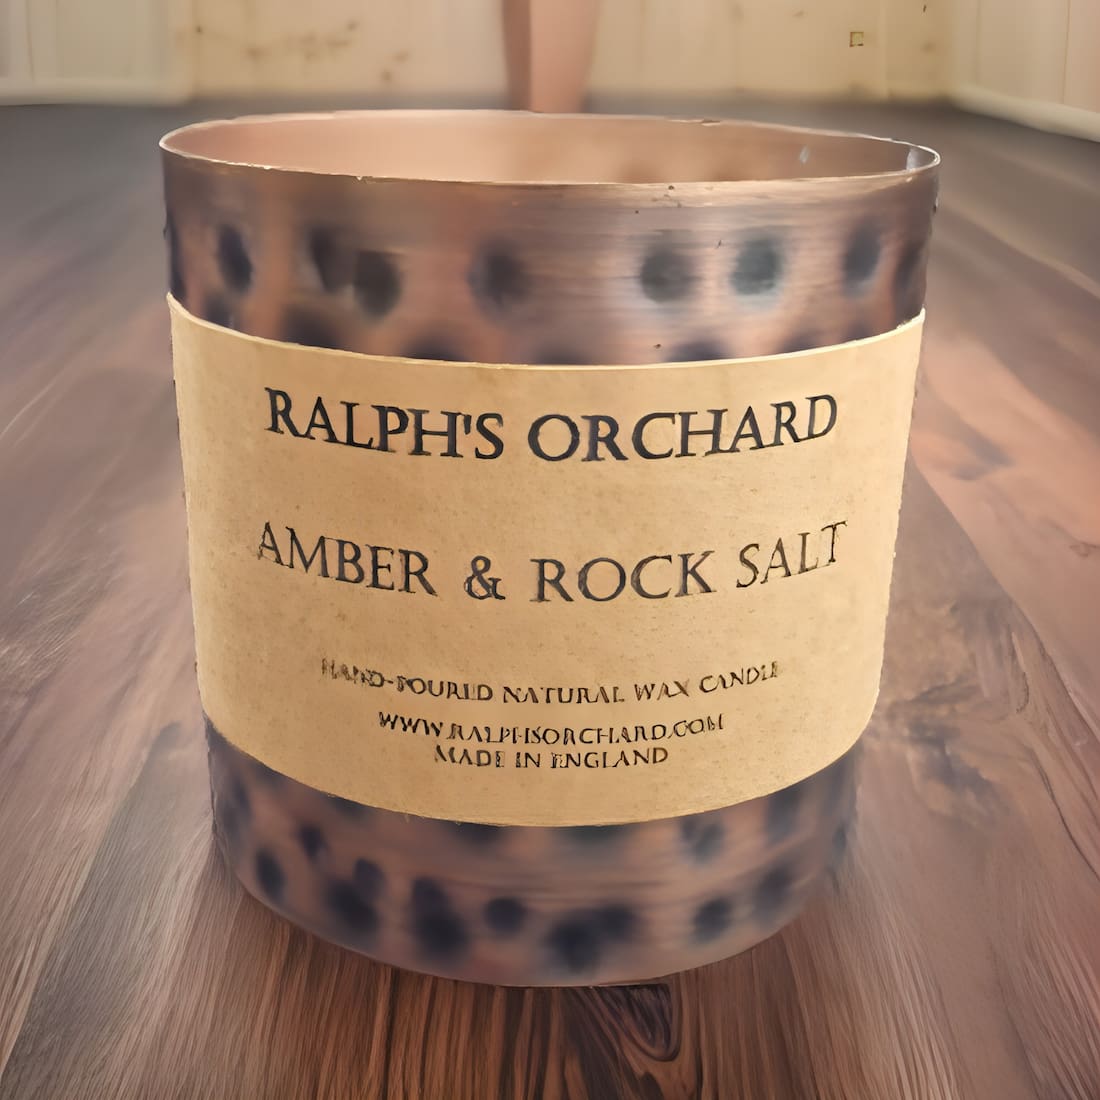 RALPH'S ORCHARD
AMBER & ROCK SALT
HAND-POURED NATURAL WAX CANDLE
WWW.RALPHSORCHARD.COM
MADE IN ENGLAND